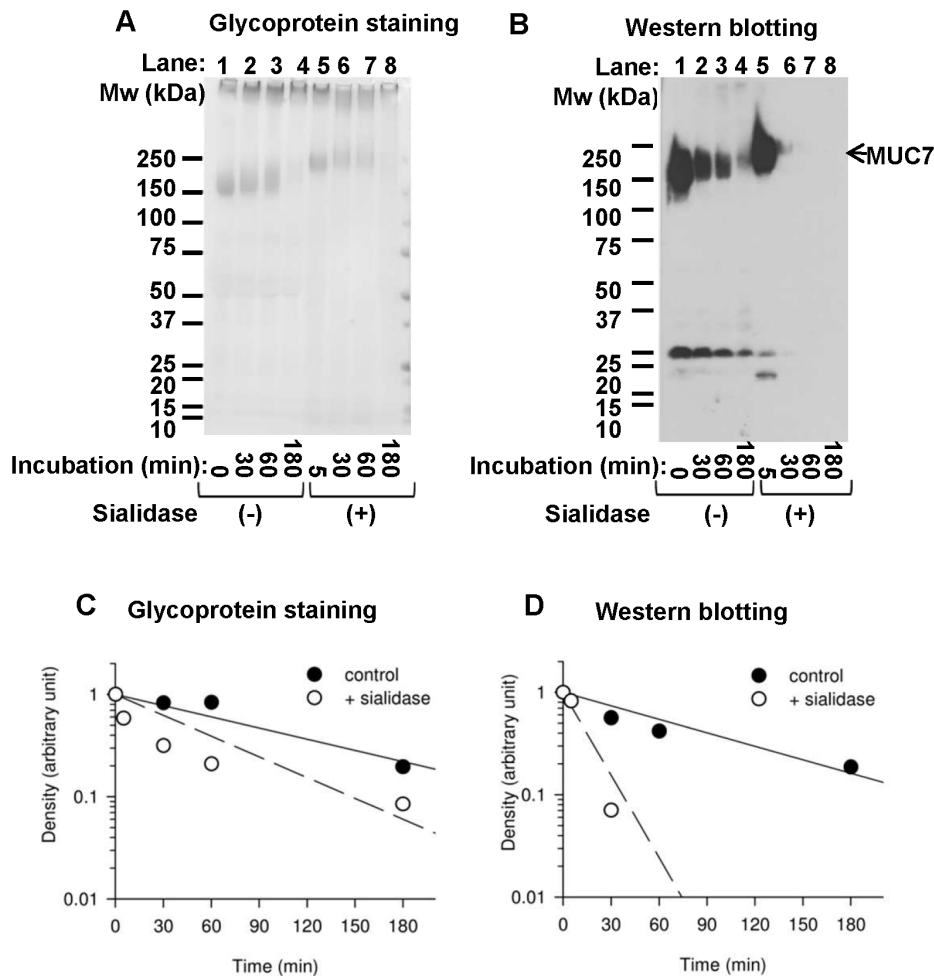 A Glycoprotein staining
Lane: 1 2 3 4 5 6 7 8
Mw (kDa)
250
150
100
75
50
37
25
20
15
10
Incubation (min): 0 30 60 180 5 30 60 180
Sialidase (-) (+)
B Western blotting
Lane: 1 2 3 4 5 6 7 8
Mw (kDa)
250
150
100
75
50
37
25
20
15
10
MUC7
Incubation (min): 0 30 60 180 5 30 60 180
Sialidase (-) (+)
C Glycoprotein staining
control
+ sialidase
Density (arbitrary unit)
1
0.1
0.01
0 30 60 90 120 150 180
Time (min)
D Western blotting
control
+ sialidase
Density (arbitrary unit)
1
0.1
0.01
0 30 60 90 120 150 180
Time (min)